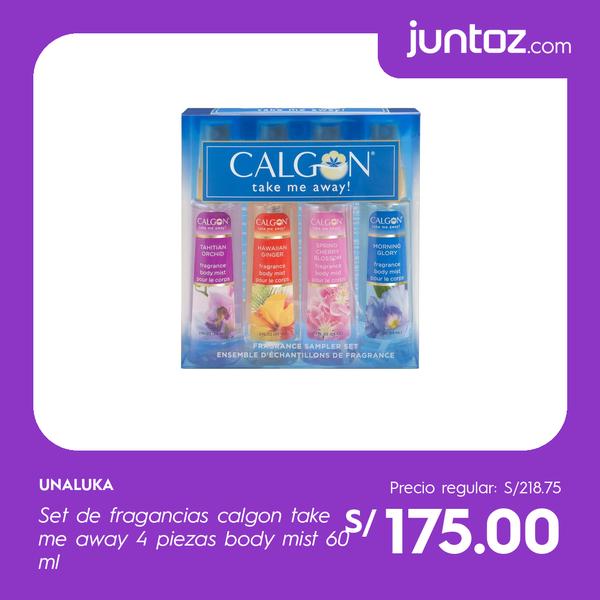 juntoz.com
take me away!
CALGON®
take me away!
CALGON
take me away!
TAHITIAN
ORCHID
fragrance
body mist
pour le corps
CALGON
take me away!
HAWAIIAN
GINGER
fragrance
body mist
pour le corps
CALGON
take me away!
SPRING
CHERRY
BLOSSOM
fragrance
body mist
pour le corps
CALGON
take me away!
MORNING
GLORY
fragrance
body mist
pour le corps
FRAGRANCE SAMPLER SET
ENSEMBLE D'ÉCHANTILLONS DE FRAGRANCE
UNALUKA
Set de fragancias calgon take
me away 4 piezas body mist 60
ml
Precio regular: S/218.75
S/ 175.00